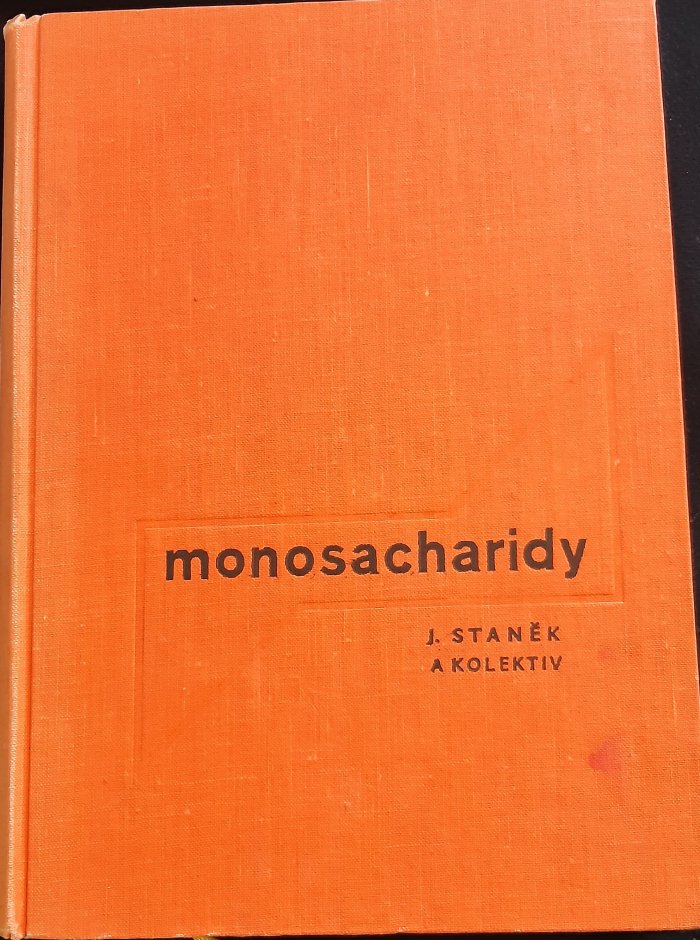 monosacharidy
J. STANĚK
A KOLEKTIV